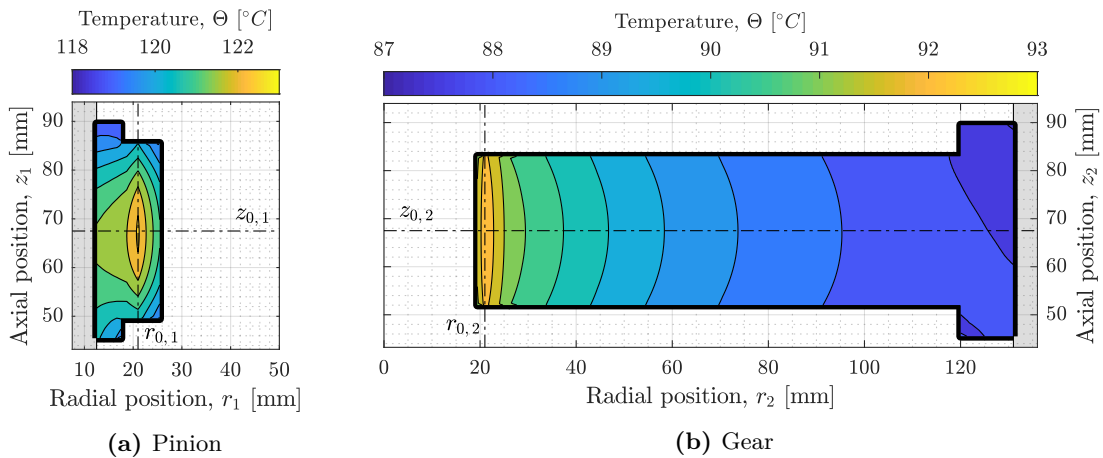 Temperature, Θ [°C]
118 120 122
Axial position, z₁ [mm]
90
80
70
60
50
z₀,₁
r₀,₁
10 20 30 40 50
Radial position, r₁ [mm]
(a) Pinion
Temperature, Θ [°C]
87 88 89 90 91 92 93
z₀,₂
r₀,₂
90
80
70
60
50
Axial position, z₂ [mm]
0 20 40 60 80 100 120
Radial position, r₂ [mm]
(b) Gear